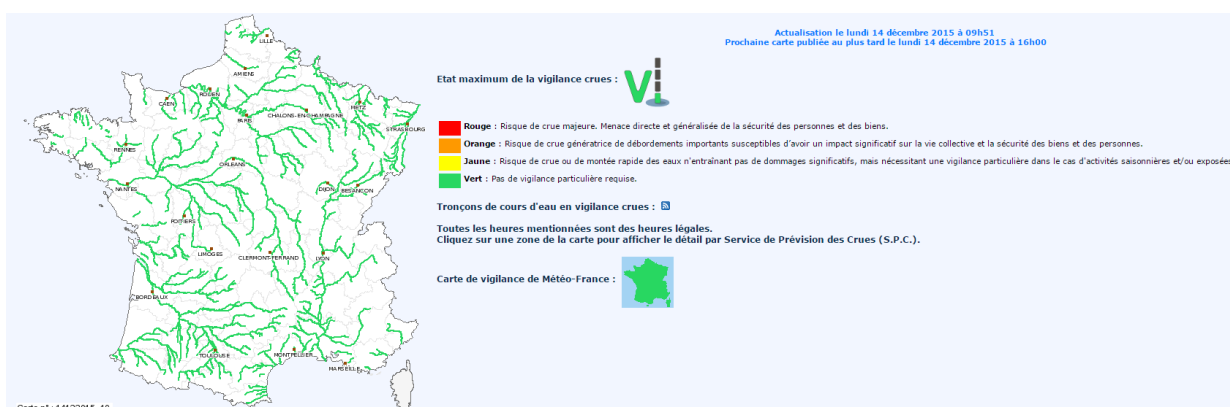 Actualisation le lundi 14 décembre 2015 à 09h51
Prochaine carte publiée au plus tard le lundi 14 décembre 2015 à 16h00
Etat maximum de la vigilance crues :
Rouge : Risque de crue majeure. Menace directe et généralisée de la sécurité des personnes et des biens.
Orange : Risque de crue génératrice de débordements importants susceptibles d'avoir un impact significatif sur la vie collective et la sécurité des biens et des personnes.
Jaune : Risque de crue ou de montée rapide des eaux n'entraînant pas de dommages significatifs, mais nécessitant une vigilance particulière dans le cas d'activités saisonnières et/ou exposées
Vert : Pas de vigilance particulière requise.
Tronçons de cours d'eau en vigilance crues :
Toutes les heures mentionnées sont des heures légales.
Cliquez sur une zone de la carte pour afficher le détail par Service de Prévision des Crues (S.P.C.).
Carte de vigilance de Météo-France :
LILLE
AMIENS
ROUEN
CAEN
METZ
CHALONS-EN-CHAMPAGNE
PARIS
STRASBOURG
RENNES
ORLEANS
NANTES
DIJON
BESANCON
POITIERS
LIMOGES
CLERMONT-FERRAND
LYON
BORDEAUX
TOULOUSE
MONTPELLIER
MARSEILLE